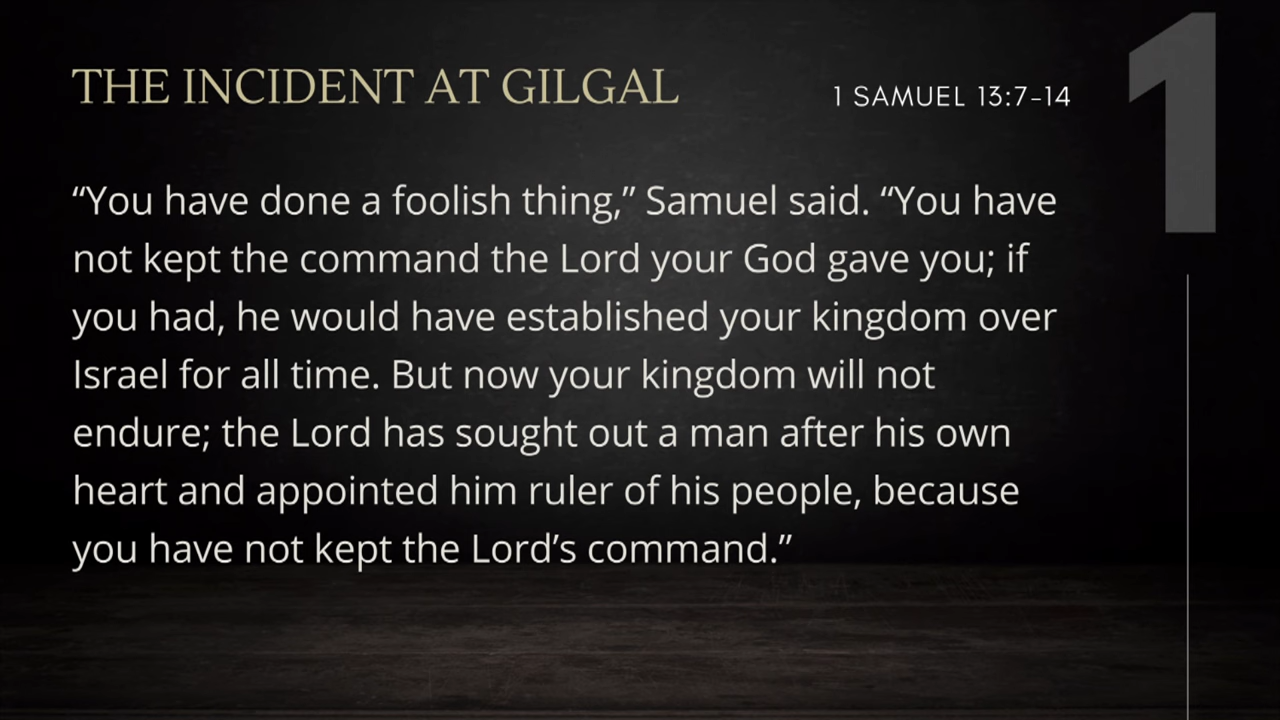 THE INCIDENT AT GILGAL
1 SAMUEL 13:7–14
1
“You have done a foolish thing,” Samuel said. “You have
not kept the command the Lord your God gave you; if
you had, he would have established your kingdom over
Israel for all time. But now your kingdom will not
endure; the Lord has sought out a man after his own
heart and appointed him ruler of his people, because
you have not kept the Lord’s command.”